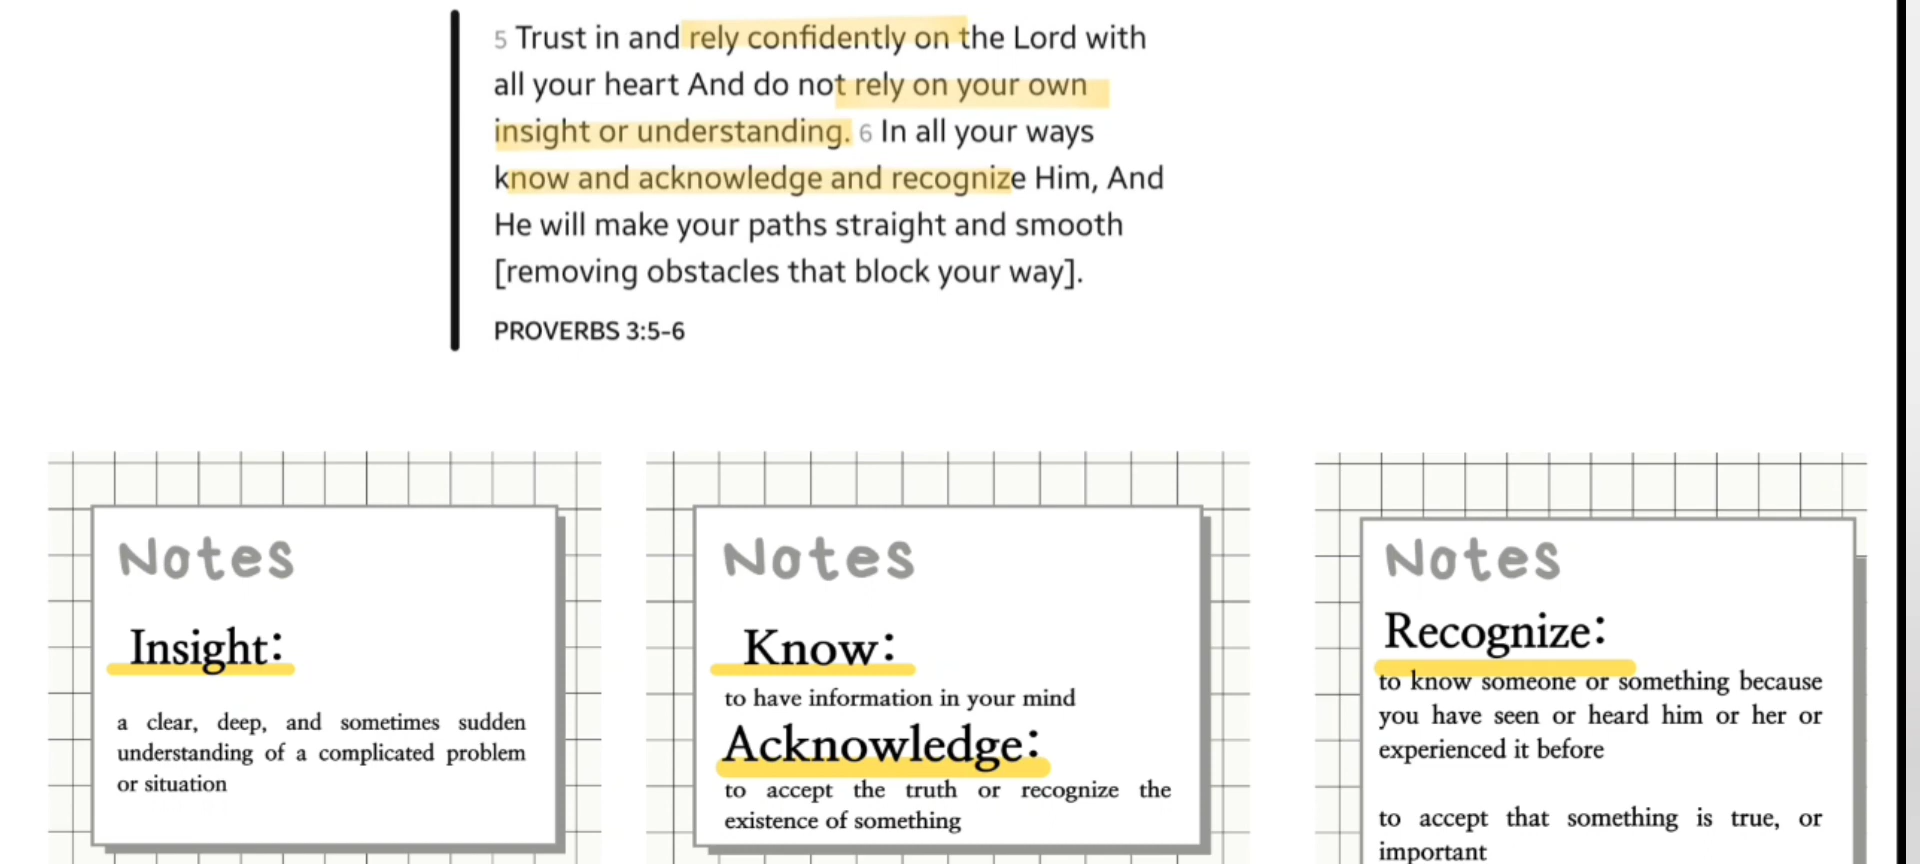 5 Trust in and rely confidently on the Lord with
all your heart And do not rely on your own
insight or understanding. 6 In all your ways
know and acknowledge and recognize Him, And
He will make your paths straight and smooth
[removing obstacles that block your way].
PROVERBS 3:5-6
Notes
Insight:
a clear, deep, and sometimes sudden
understanding of a complicated problem
or situation
Notes
Know:
to have information in your mind
Acknowledge:
to accept the truth or recognize the
existence of something
Notes
Recognize:
to know someone or something because
you have seen or heard him or her or
experienced it before
to accept that something is true, or
important